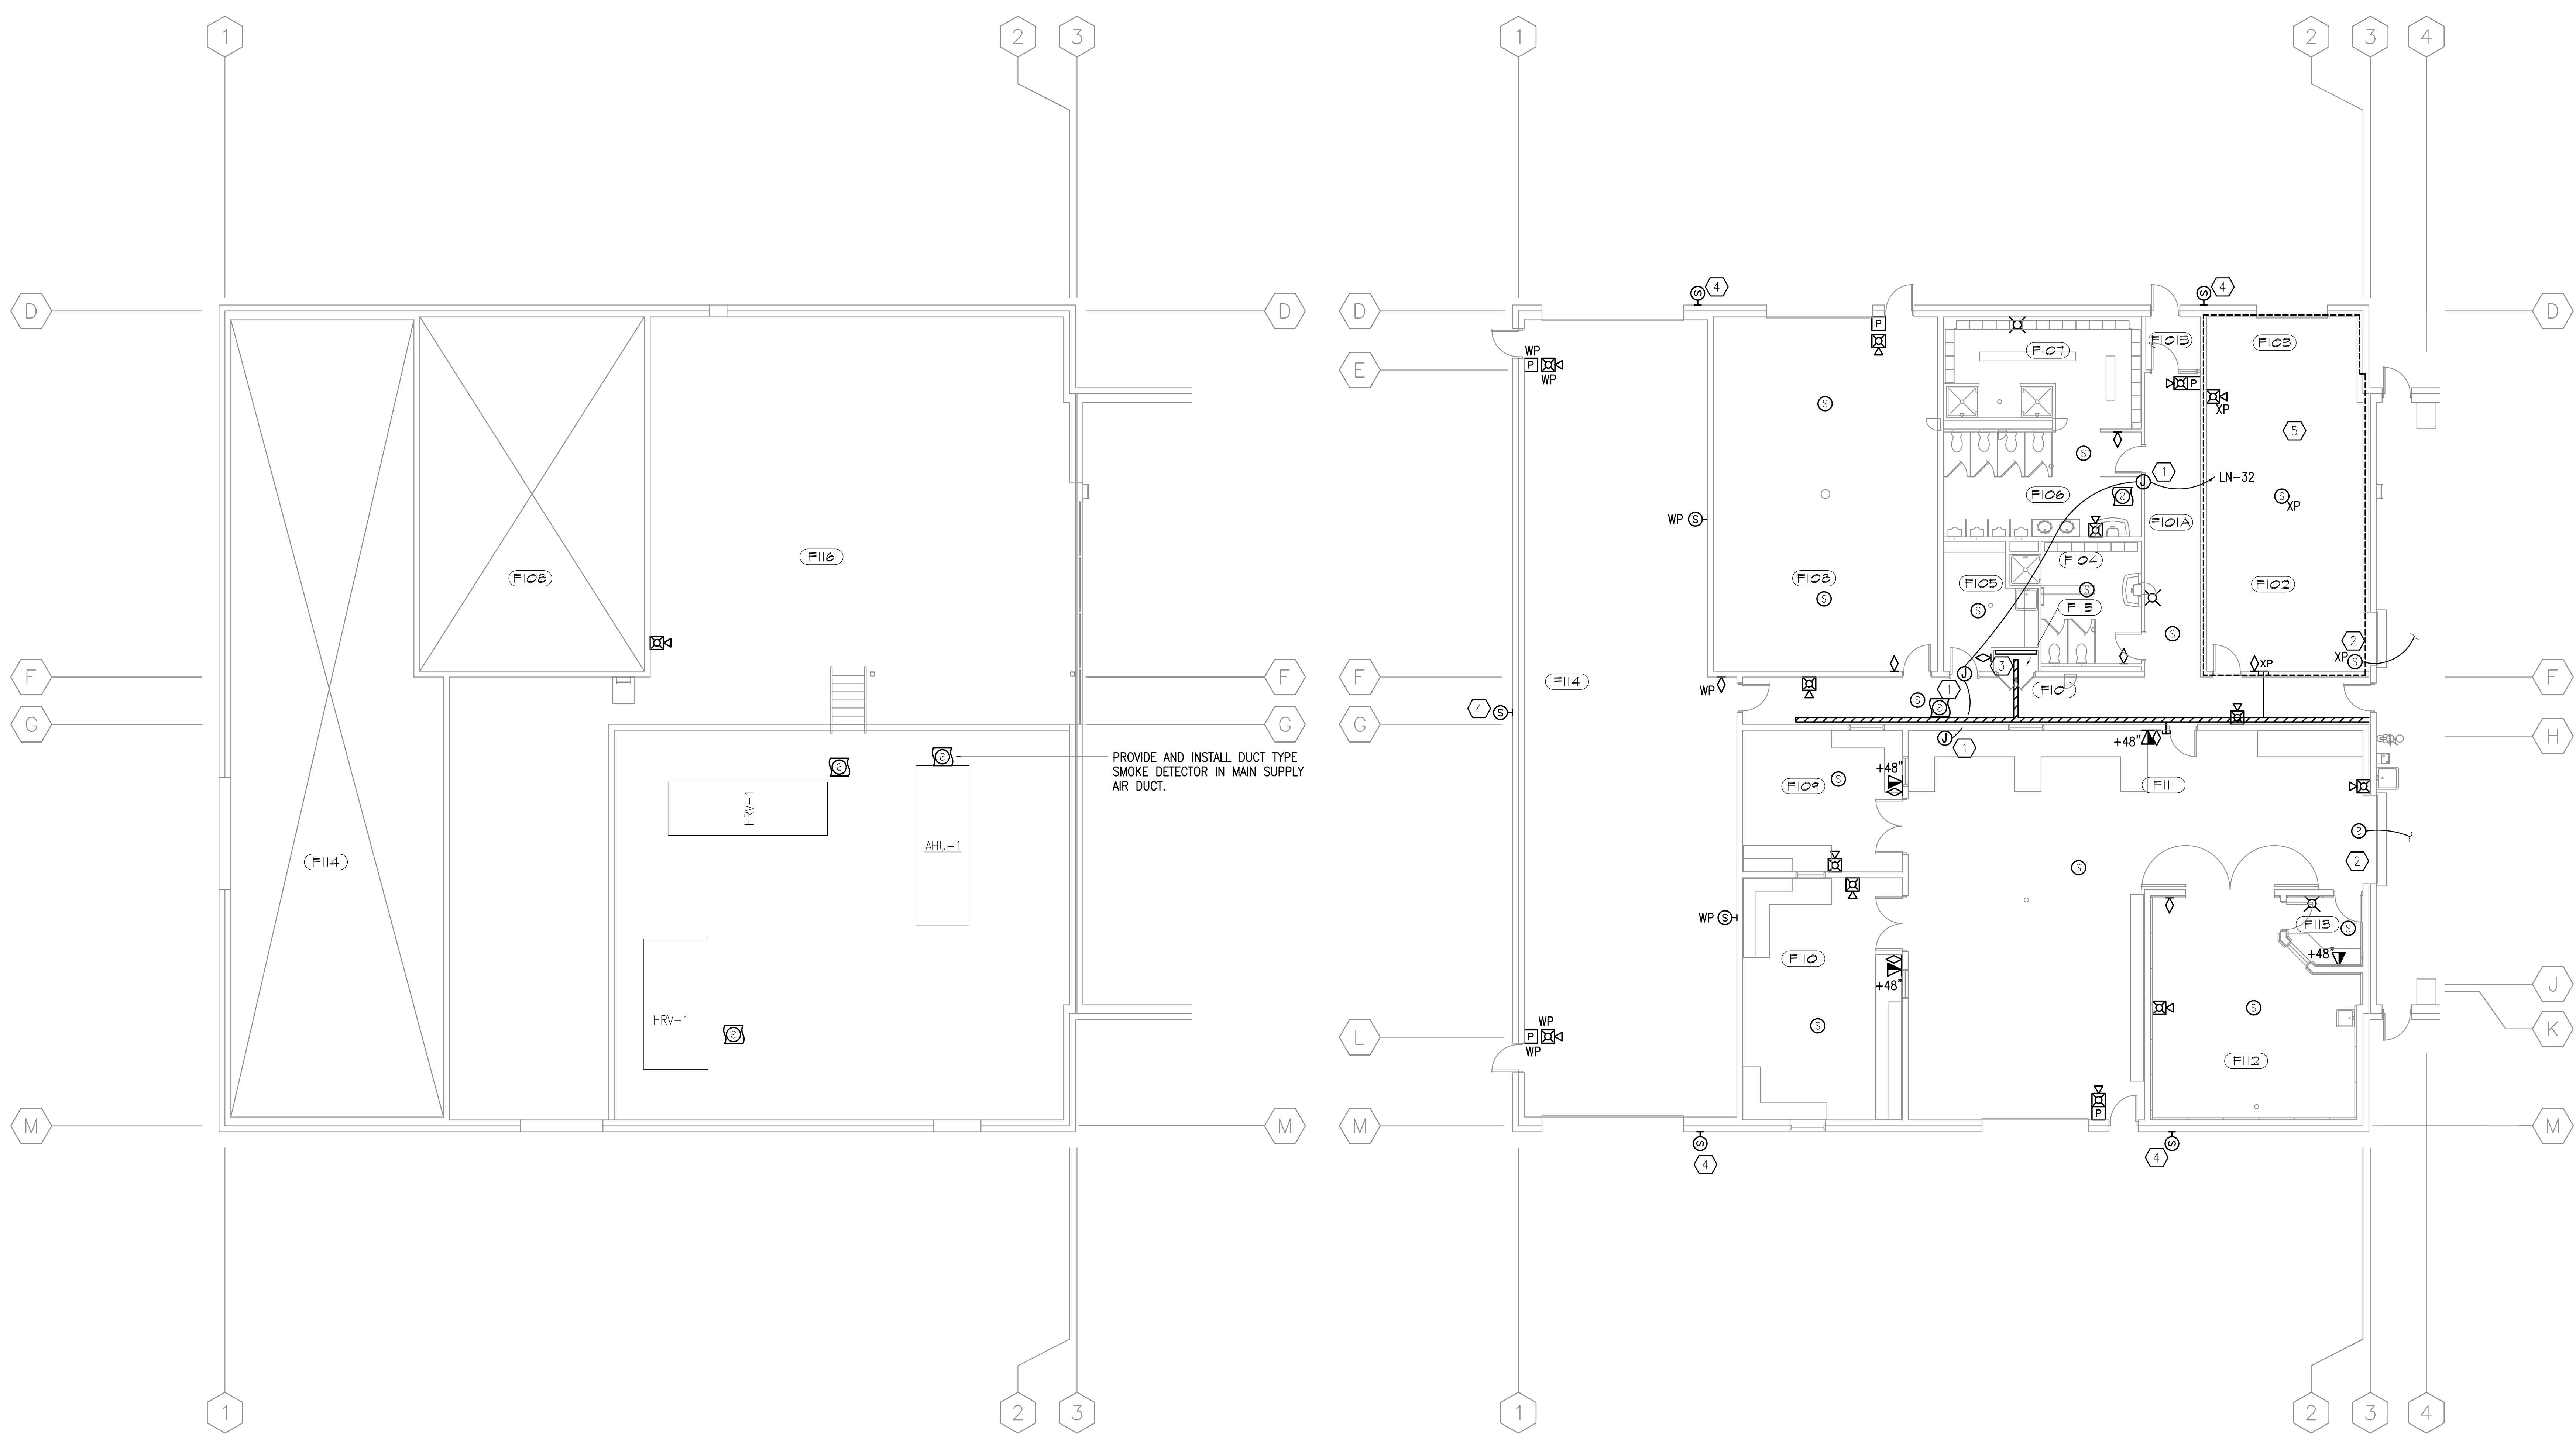 1
2
3
1
2
3
4
D
D
D
4
4
D
F101B
F103
F107
P
WP
P
WP
E
P
XP
5
S
S
1
LN-32
F106
S
XP
WP S
F101A
F116
F104
F108
F108
F105
F115
F102
S
S
S
S
2
XP S
F
F
F
F114
3
XP
F
WP
F101
1
S
J
G
G
G
4
S
J
1
+48"
H
PROVIDE AND INSTALL DUCT TYPE
SMOKE DETECTOR IN MAIN SUPPLY
AIR DUCT.
HRV-1
+48"
F109
S
F111
AHU-1
F114
2
S
WP S
F113
S
+48"
F110
+48"
J
HRV-1
S
S
WP
P
WP
L
K
F112
P
M
M
M
M
4
4
1
2
3
1
2
3
4